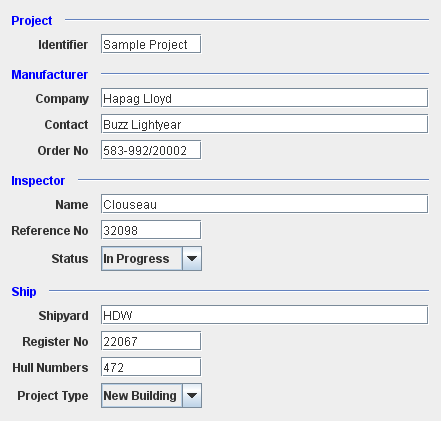 Project
Identifier Sample Project
Manufacturer
Company Hapag Lloyd
Contact Buzz Lightyear
Order No 583-992/20002
Inspector
Name Clouseau
Reference No 32098
Status In Progress
Ship
Shipyard HDW
Register No 22067
Hull Numbers 472
Project Type New Building